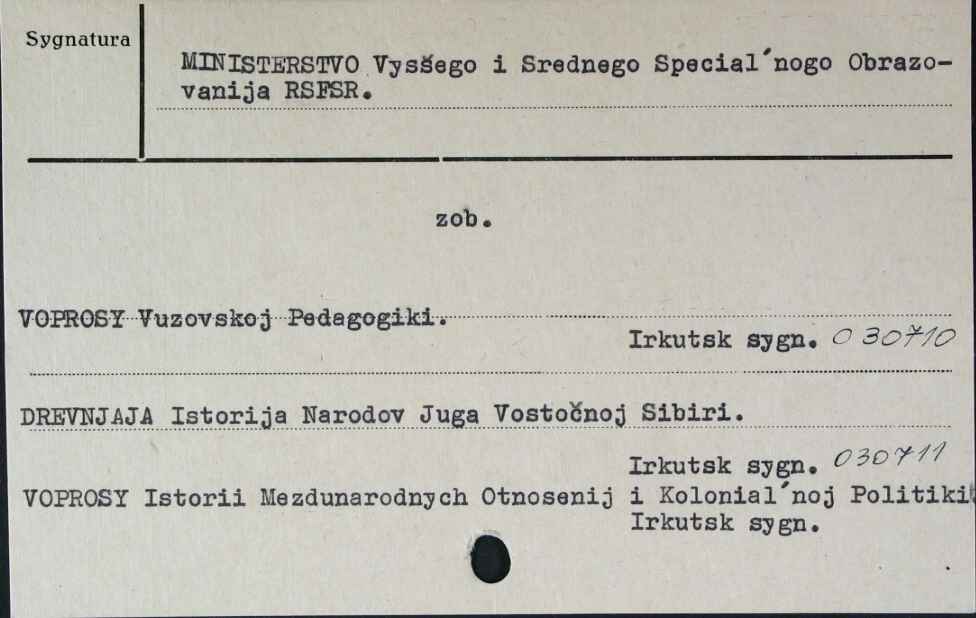 Sygnatura
MINISTERSTVO Vysšego i Srednego Special´nogo Obrazo-
vanija RSFSR.
zob.
VOPROSY Vuzovskoj Pedagogiki.
Irkutsk sygn. 030710
DREVNJAJA Istorija Narodov Juga Vostočnoj Sibiri.
Irkutsk sygn. 030711
VOPROSY Istorii Mezdunarodnych Otnosenij i Kolonial´noj Politiki
Irkutsk sygn.